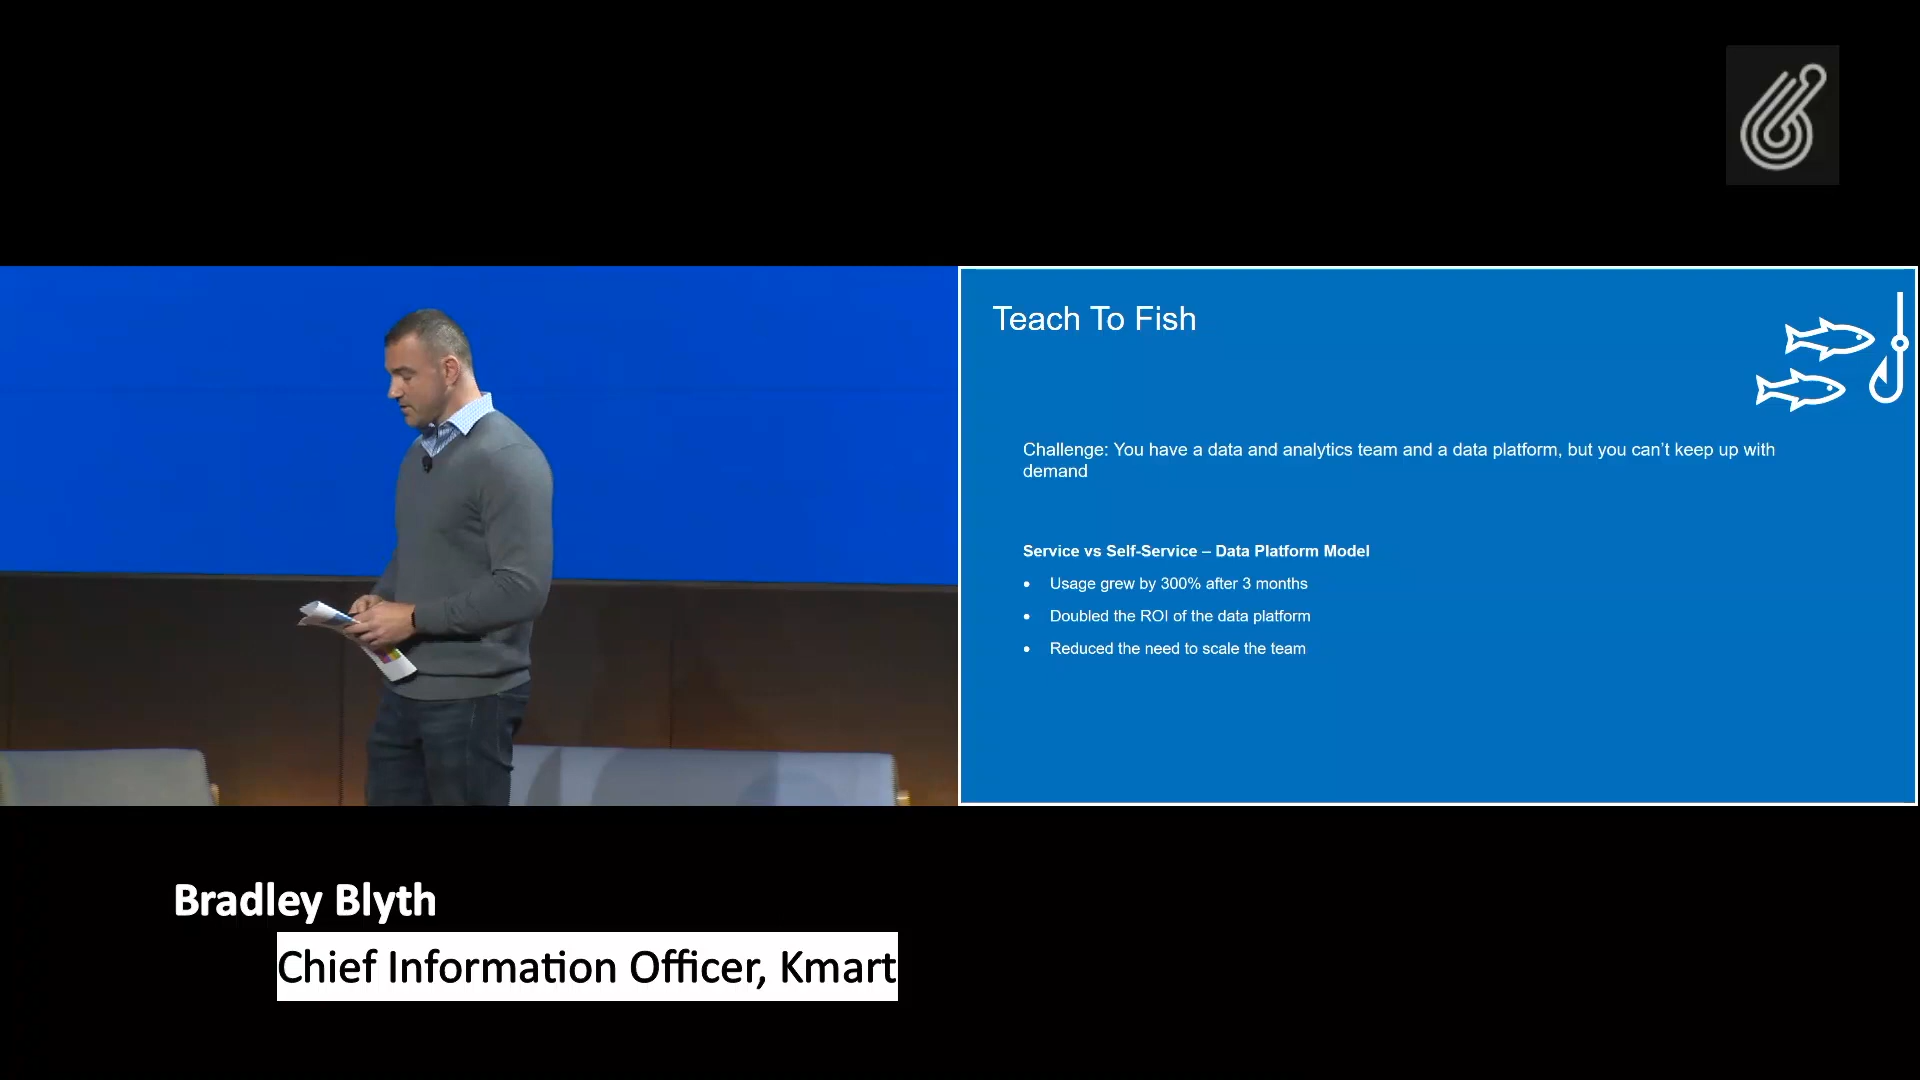 Teach To Fish
Challenge: You have a data and analytics team and a data platform, but you can’t keep up with
demand
Service vs Self-Service – Data Platform Model
• Usage grew by 300% after 3 months
• Doubled the ROI of the data platform
• Reduced the need to scale the team
Bradley Blyth
Chief Information Officer, Kmart